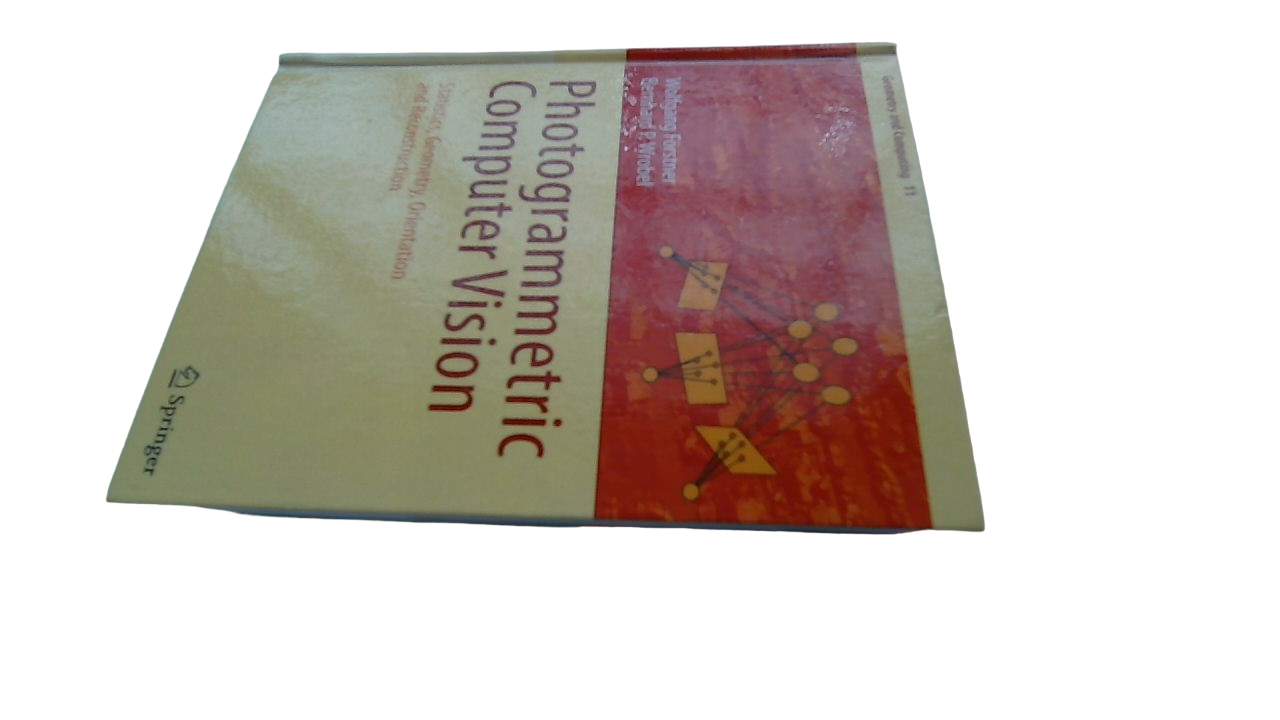 Geometry and Computing 11
Wolfgang Förstner
Bernhard P. Wrobel
Photogrammetric
Computer Vision
Statistics, Geometry, Orientation
and Reconstruction
Springer